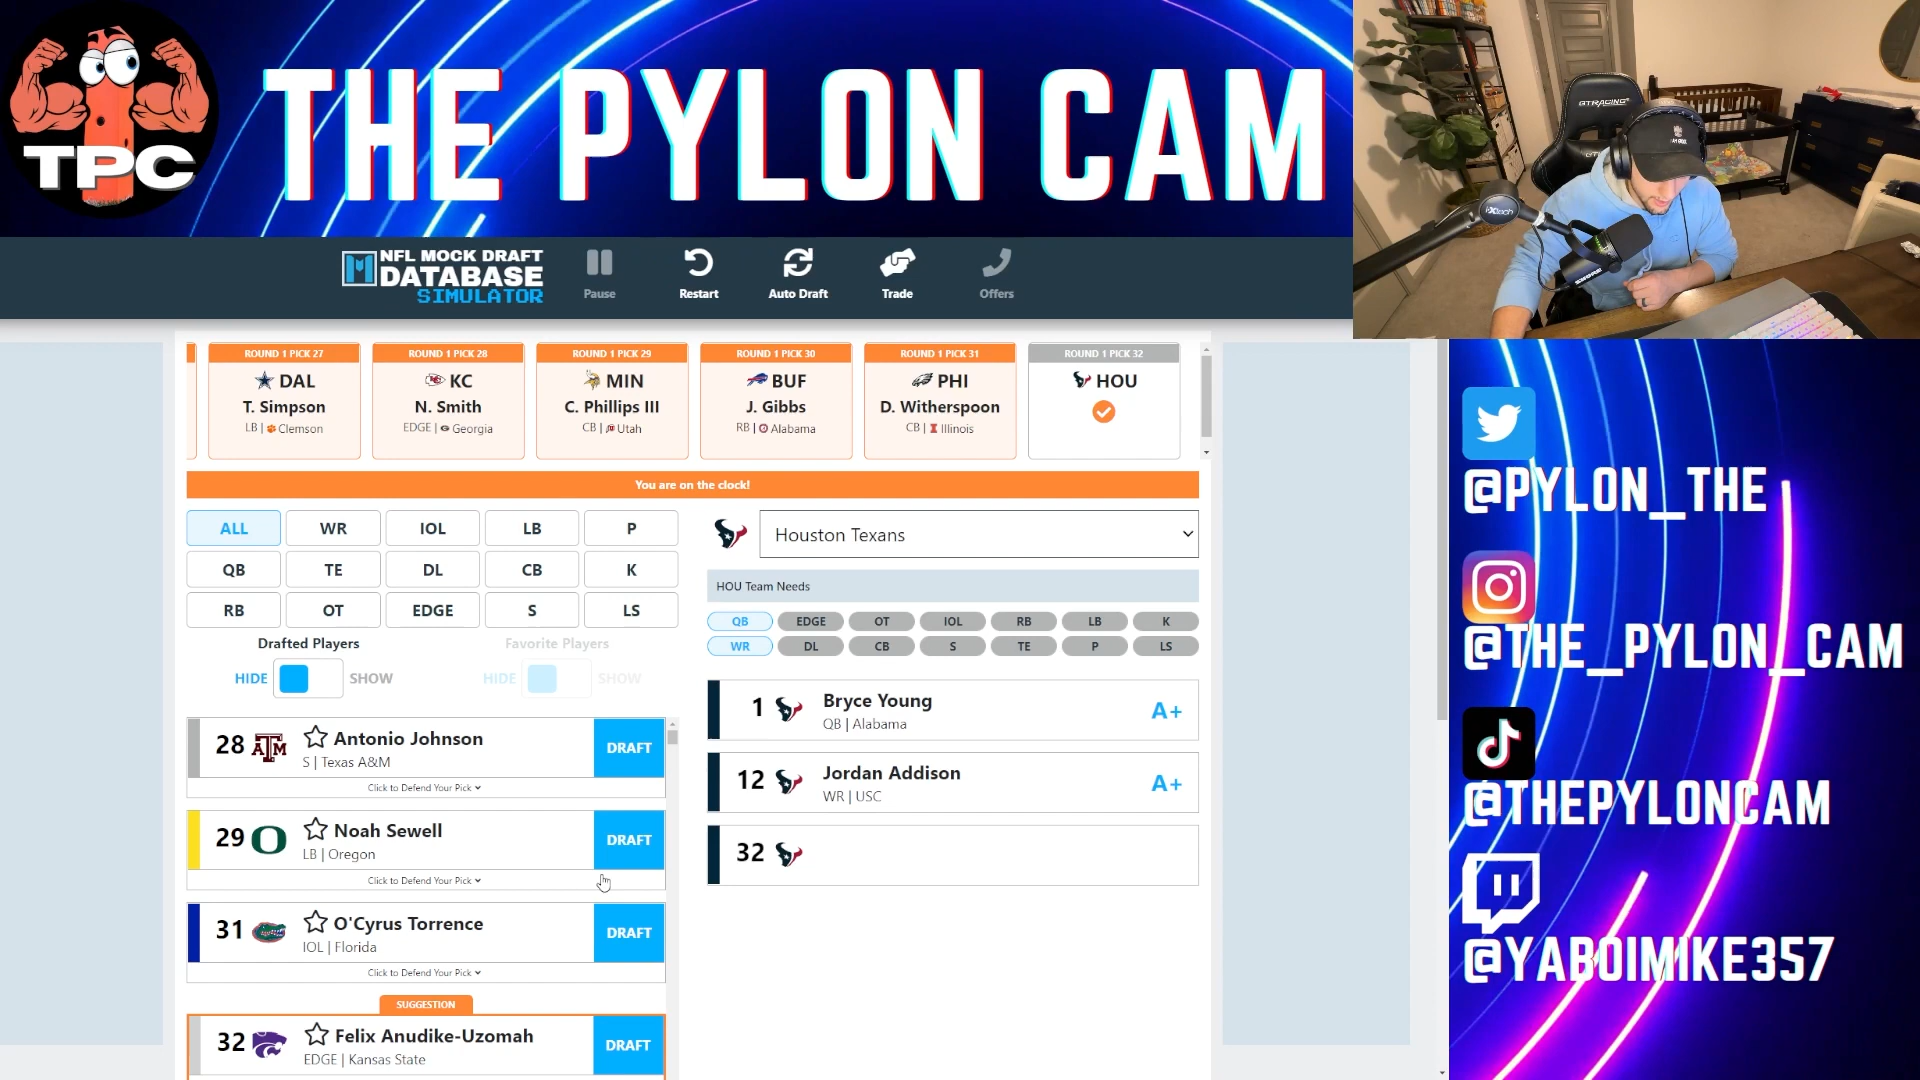 TPC
THE PYLON CAM
GTRACING
NFL MOCK DRAFT
DATABASE
SIMULATOR
Pause
Restart
Auto Draft
Trade
Offers
ROUND 1 PICK 27
DAL
T. Simpson
LB | Clemson
ROUND 1 PICK 28
KC
N. Smith
EDGE | Georgia
ROUND 1 PICK 29
MIN
C. Phillips III
CB | Utah
ROUND 1 PICK 30
BUF
J. Gibbs
RB | Alabama
ROUND 1 PICK 31
PHI
D. Witherspoon
CB | Illinois
ROUND 1 PICK 32
HOU
You are on the clock!
ALL
WR
IOL
LB
P
QB
TE
DL
CB
K
RB
OT
EDGE
S
LS
Drafted Players
HIDE
SHOW
Favorite Players
HIDE
SHOW
28
Antonio Johnson
S | Texas A&M
DRAFT
Click to Defend Your Pick
29
Noah Sewell
LB | Oregon
DRAFT
Click to Defend Your Pick
31
O'Cyrus Torrence
IOL | Florida
DRAFT
Click to Defend Your Pick
SUGGESTION
32
Felix Anudike-Uzomah
EDGE | Kansas State
DRAFT
Houston Texans
HOU Team Needs
QB
EDGE
OT
IOL
RB
LB
K
WR
DL
CB
S
TE
P
LS
1
Bryce Young
QB | Alabama
A+
12
Jordan Addison
WR | USC
A+
32
@PYLON_THE
@THE_PYLON_CAM
@THEPYLONCAM
@YABOIMIKE357